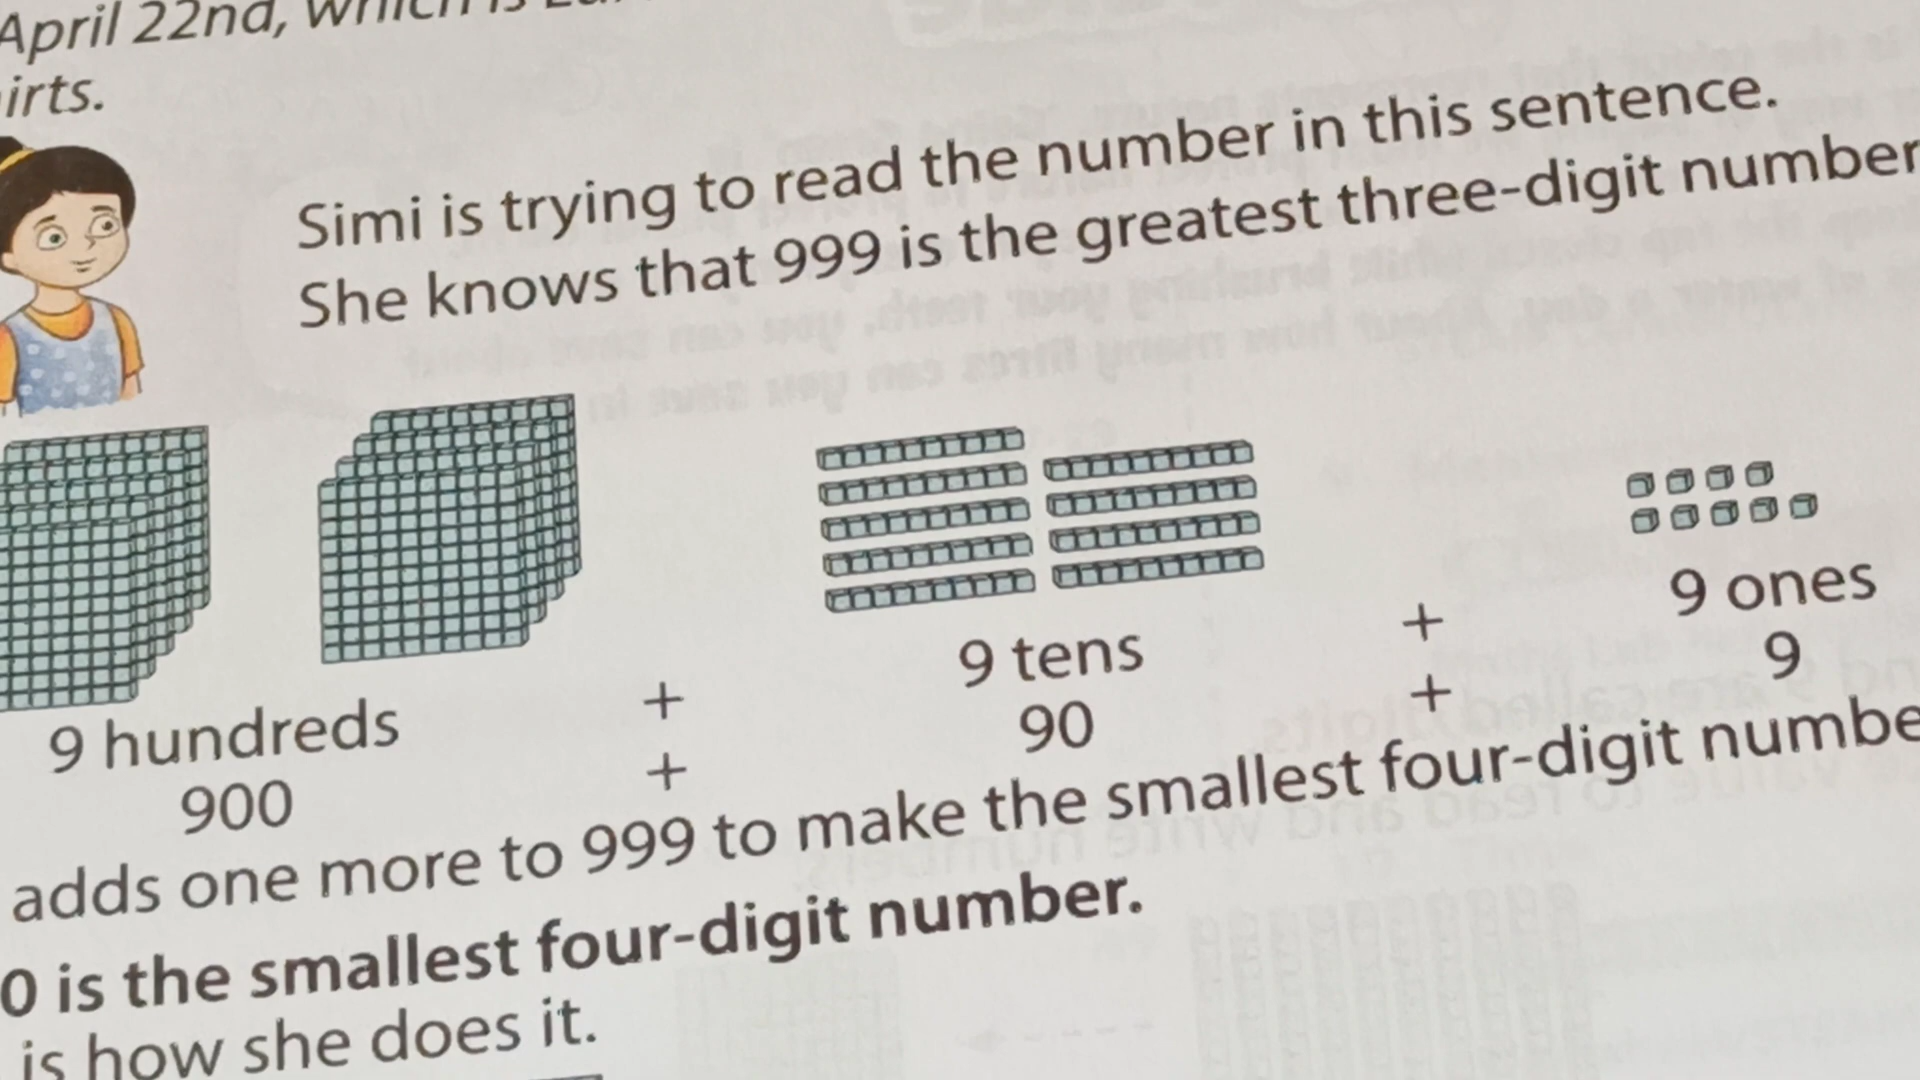 April 22nd, which is
irts.
Simi is trying to read the number in this sentence.
She knows that 999 is the greatest three-digit number
9 hundreds + 9 tens + 9 ones
900 + 90 + 9
adds one more to 999 to make the smallest four-digit numbe
0 is the smallest four-digit number.
is how she does it.